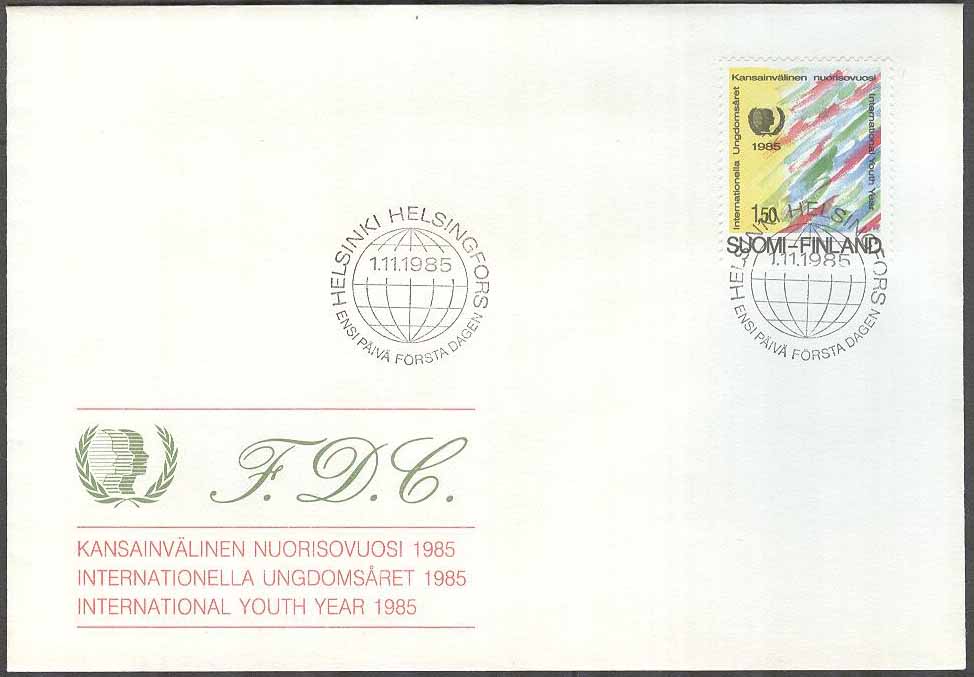 Kansainvälinen nuorisovuosi
Internationella Ungdomsåret
International Youth Year
1985
1.50
SUOMI-FINLAND
HELSINKI HELSINGFORS
1.11.1985
ENSI PÄIVÄ FÖRSTA DAGEN
HELSINKI HELSINGFORS
1.11.1985
ENSI PÄIVÄ FÖRSTA DAGEN
F.D.C.
KANSAINVÄLINEN NUORISOVUOSI 1985
INTERNATIONELLA UNGDOMSÅRET 1985
INTERNATIONAL YOUTH YEAR 1985